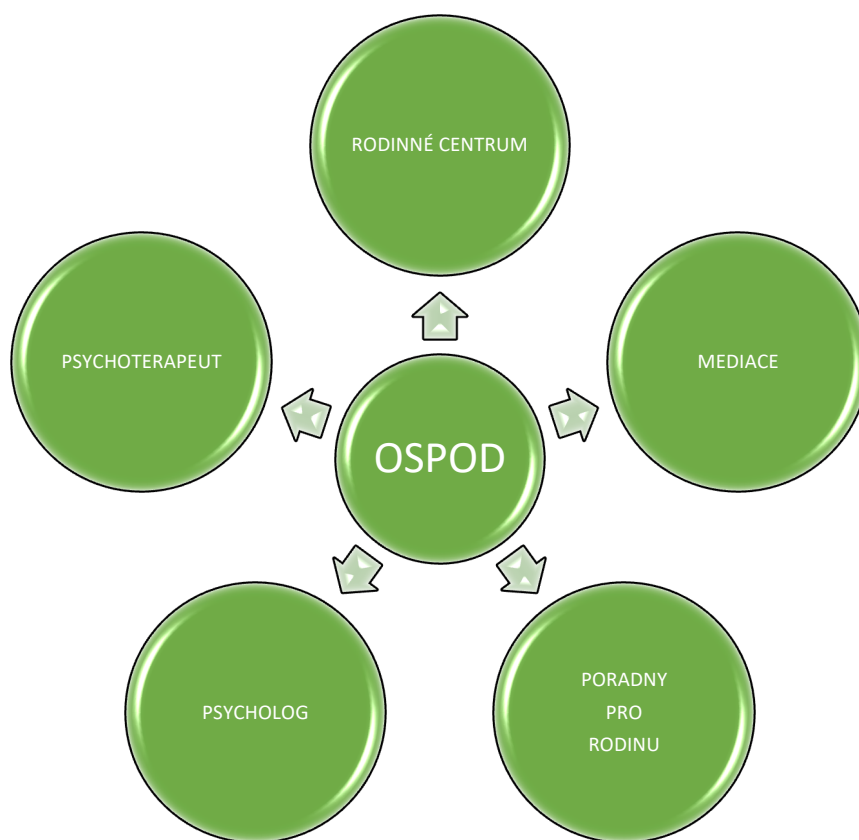 RODINNÉ CENTRUM
PSYCHOTERAPEUT
MEDIACE
OSPOD
PSYCHOLOG
PORADNY
PRO
RODINU